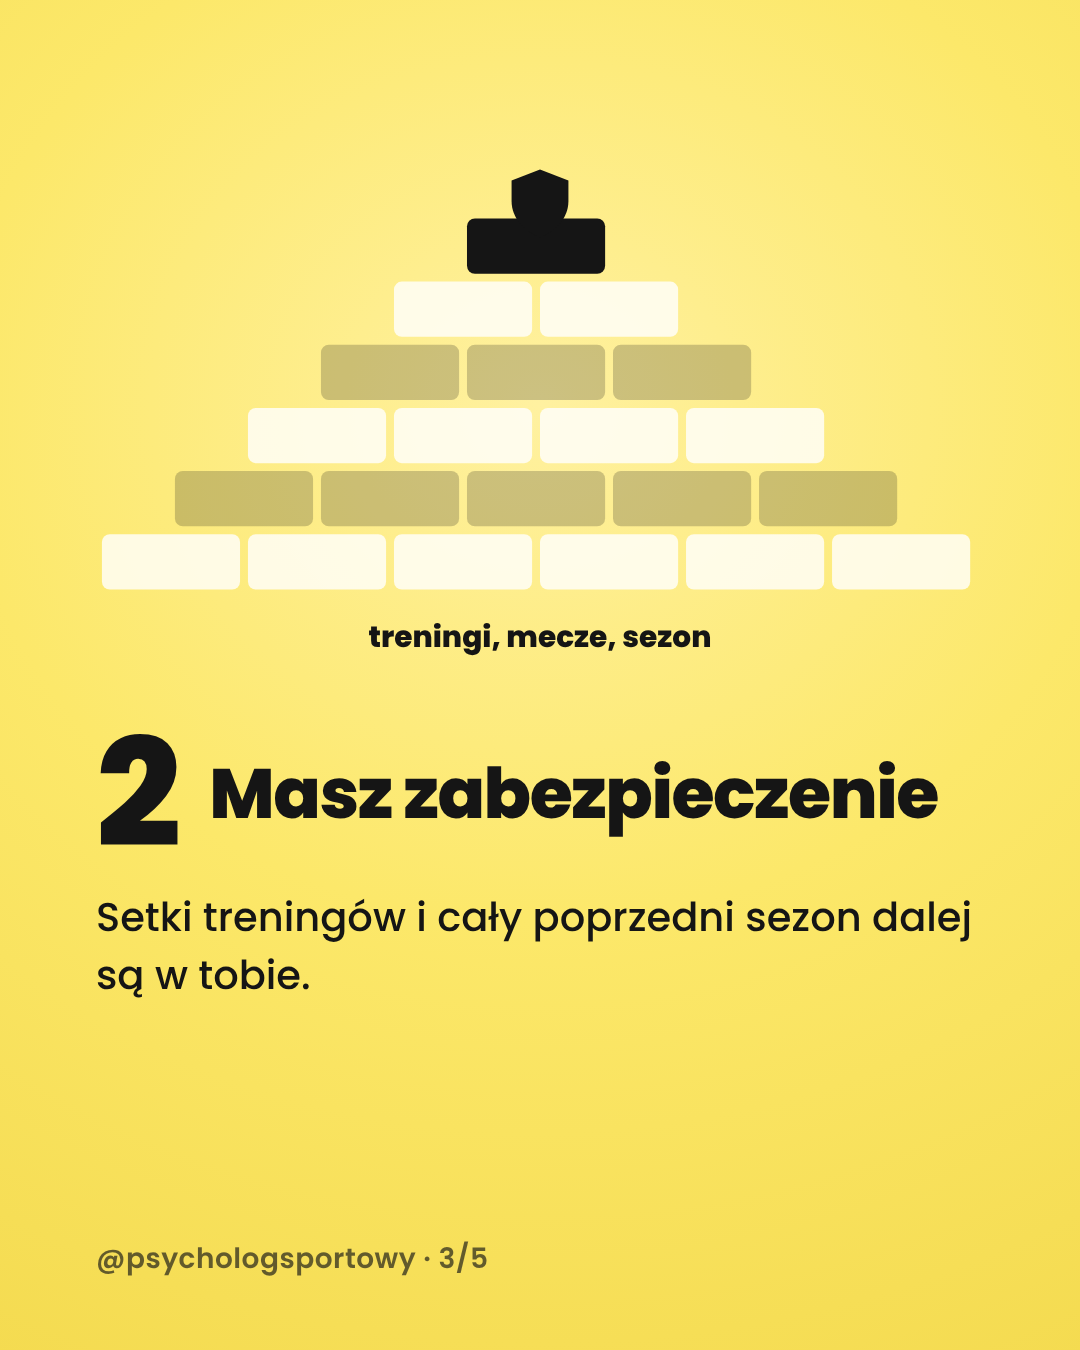 treningi, mecze, sezon
2 Masz zabezpieczenie
Setki treningów i cały poprzedni sezon dalej
są w tobie.
@psychologsportowy · 3/5